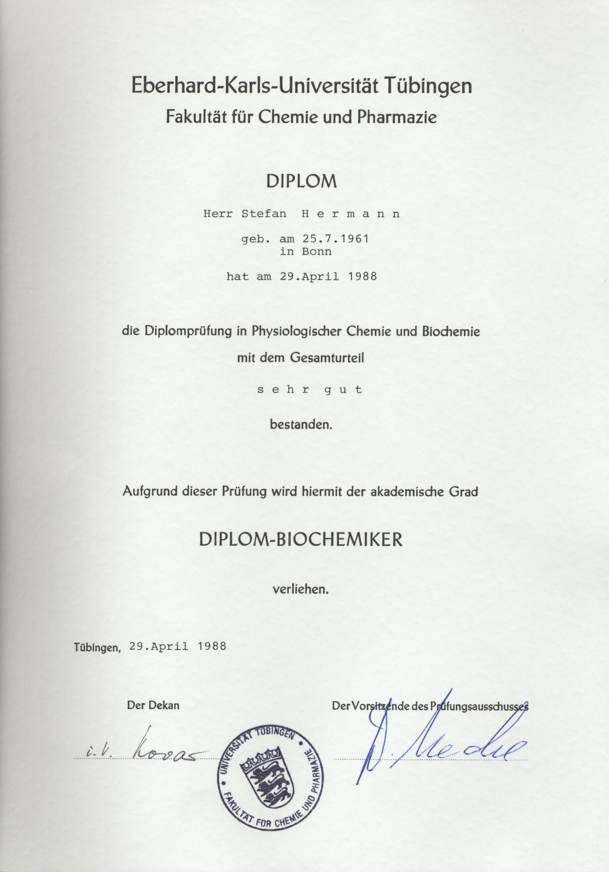 Eberhard-Karls-Universität Tübingen
Fakultät für Chemie und Pharmazie
DIPLOM
Herr Stefan H e r m a n n
geb. am 25.7.1961
in Bonn
hat am 29.April 1988
die Diplomprüfung in Physiologischer Chemie und Biochemie
mit dem Gesamturteil
s e h r g u t
bestanden.
Aufgrund dieser Prüfung wird hiermit der akademische Grad
DIPLOM-BIOCHEMIKER
verliehen.
Tübingen, 29.April 1988
Der Dekan
Der Vorsitzende des Prüfungsausschusses
i.V. Kovar
UNIVERSITÄT TÜBINGEN
FAKULTÄT FÜR CHEMIE UND PHARMAZIE